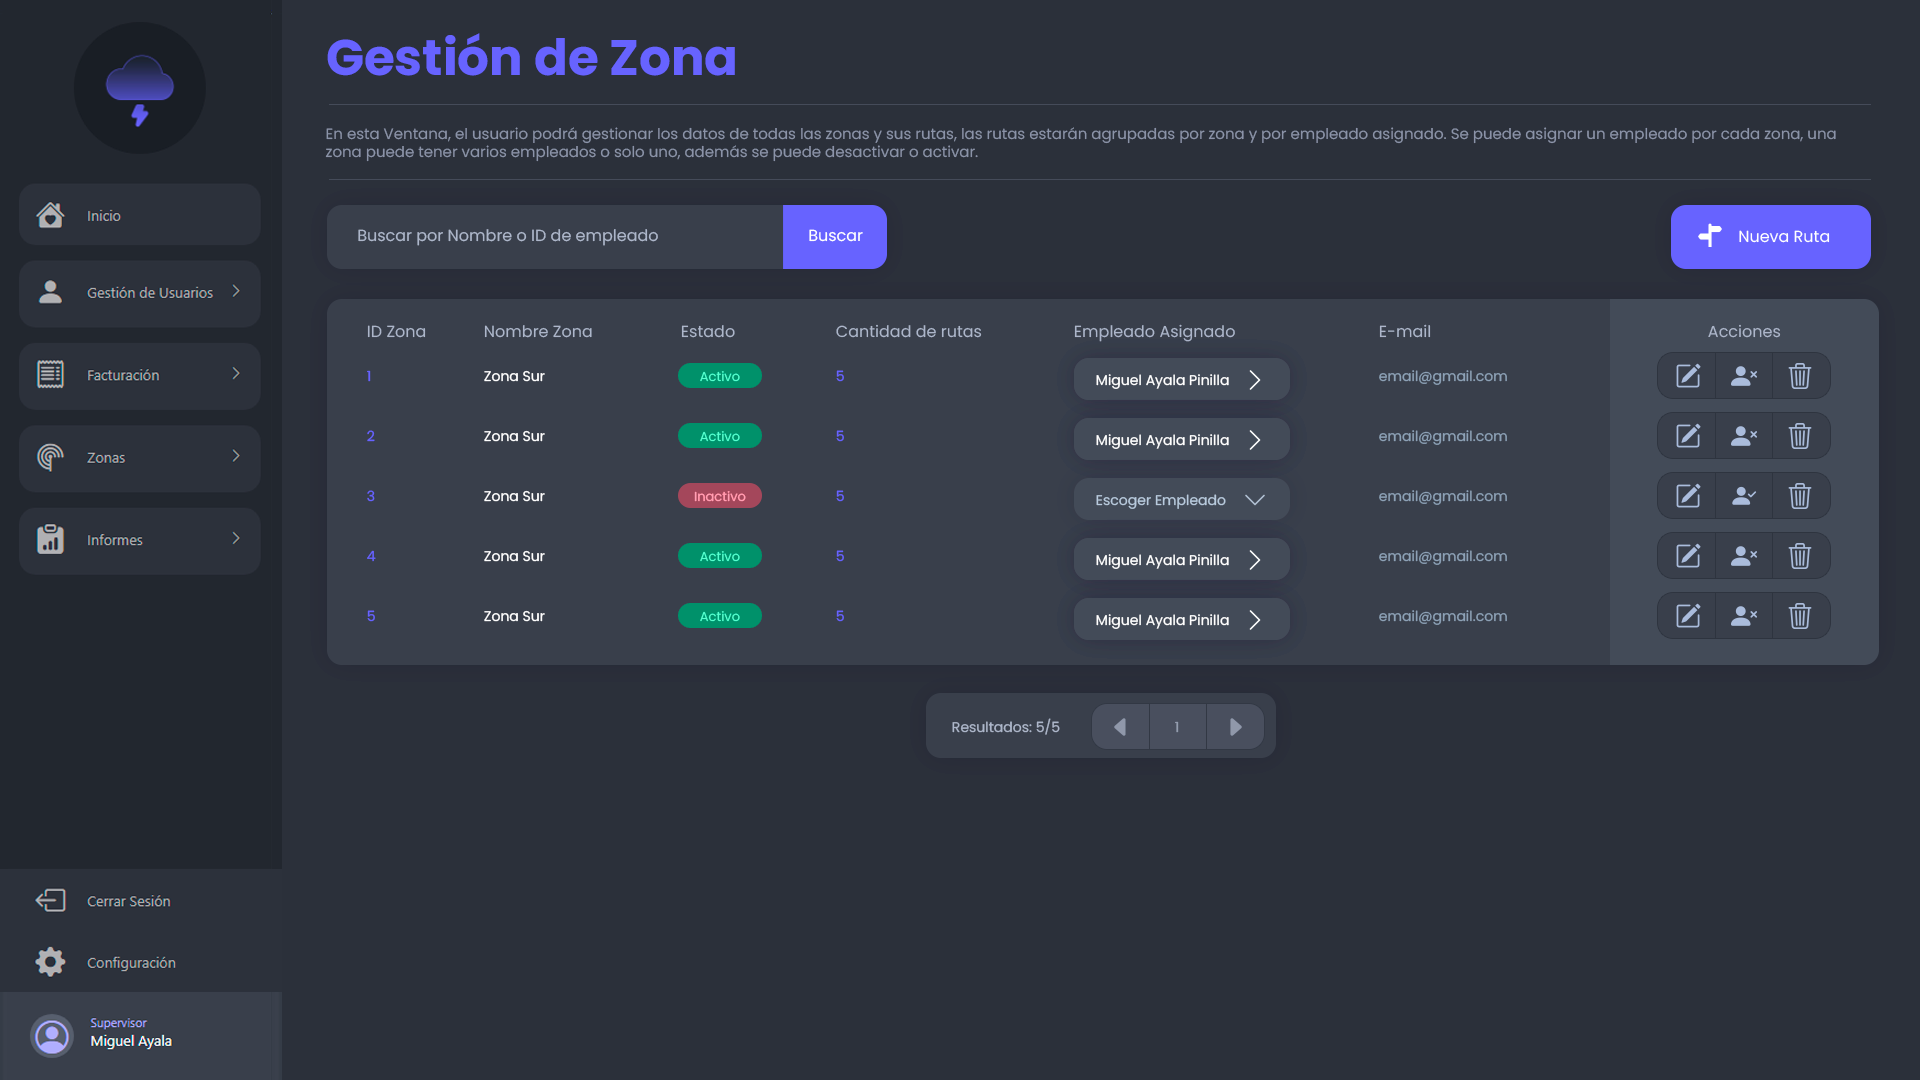 Gestión de Zona
En esta Ventana, el usuario podrá gestionar los datos de todas las zonas y sus rutas, las rutas estarán agrupadas por zona y por empleado asignado. Se puede asignar un empleado por cada zona, una
zona puede tener varios empleados o solo uno, además se puede desactivar o activar.
Inicio
Gestión de Usuarios
Facturación
Zonas
Informes
Cerrar Sesión
Configuración
Supervisor
Miguel Ayala
Buscar por Nombre o ID de empleado Buscar
Nueva Ruta
ID Zona Nombre Zona Estado Cantidad de rutas Empleado Asignado E-mail Acciones
1 Zona Sur Activo 5 Miguel Ayala Pinilla email@gmail.com
2 Zona Sur Activo 5 Miguel Ayala Pinilla email@gmail.com
3 Zona Sur Inactivo 5 Escoger Empleado email@gmail.com
4 Zona Sur Activo 5 Miguel Ayala Pinilla email@gmail.com
5 Zona Sur Activo 5 Miguel Ayala Pinilla email@gmail.com
Resultados: 5/5 1